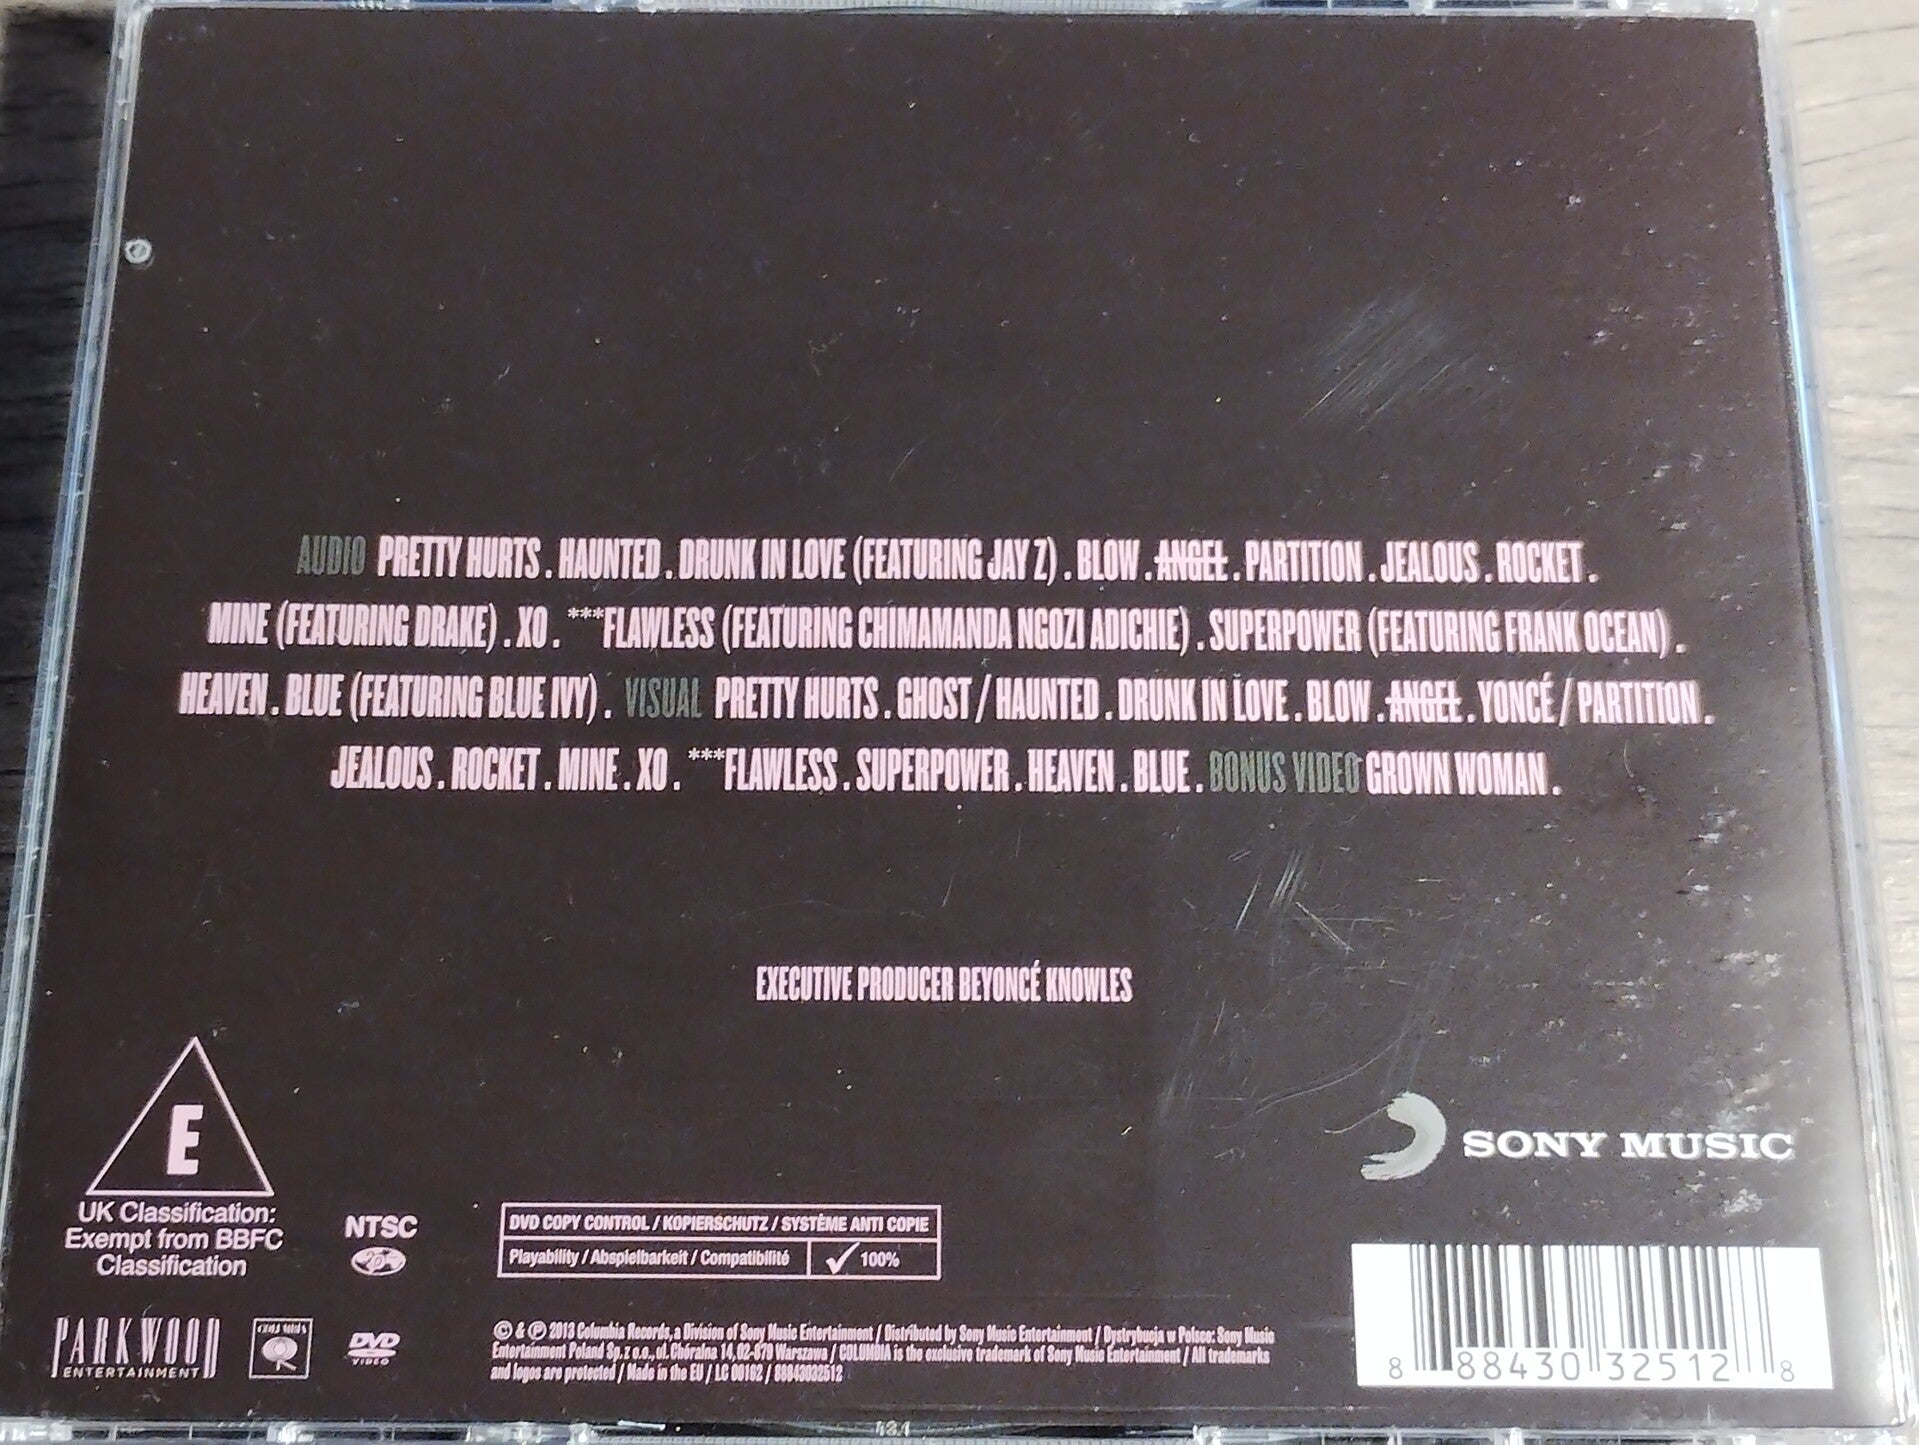 AUDIO PRETTY HURTS . HAUNTED . DRUNK IN LOVE (FEATURING JAY Z) . BLOW . ANGEL . PARTITION . JEALOUS . ROCKET .
MINE (FEATURING DRAKE) . XO . ***FLAWLESS (FEATURING CHIMAMANDA NGOZI ADICHIE) . SUPERPOWER (FEATURING FRANK OCEAN) .
HEAVEN . BLUE (FEATURING BLUE IVY) . VISUAL PRETTY HURTS . GHOST / HAUNTED . DRUNK IN LOVE . BLOW . ANGEL . YONCÉ / PARTITION .
JEALOUS . ROCKET . MINE . XO . ***FLAWLESS . SUPERPOWER . HEAVEN . BLUE . BONUS VIDEO GROWN WOMAN .
EXECUTIVE PRODUCER BEYONCÉ KNOWLES
E
UK Classification:
Exempt from BBFC
Classification
NTSC
DVD COPY CONTROL / KOPIERSCHUTZ / SYSTÈME ANTI COPIE
Playability / Abspielbarkeit / Compatibilité ✓ 100%
SONY MUSIC
PARKWOOD
ENTERTAINMENT
COLUMBIA
DVD
VIDEO
© & ℗ 2013 Columbia Records, a Division of Sony Music Entertainment / Distributed by Sony Music Entertainment / Dystrybucja w Polsce: Sony Music
Entertainment Poland Sp. z o.o., ul. Chóralna 14, 02-879 Warszawa / COLUMBIA is the exclusive trademark of Sony Music Entertainment / All trademarks
and logos are protected / Made in the EU / LC 00162 / 88843032512
8 88430 32512 8